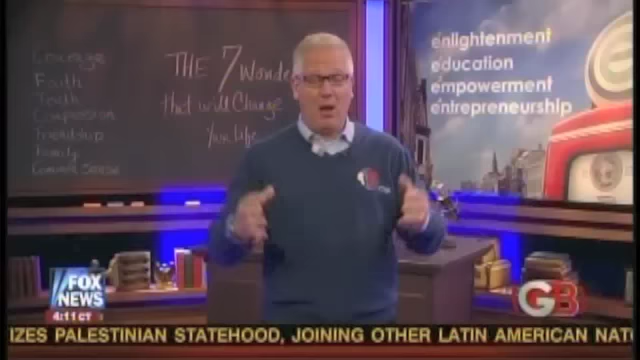 Courage
Faith
Truth
Compassion
Friendship
Family
Common Sense
THE 7 Wonde
that will Change
Your life
enlightenment
education
empowerment
entrepreneurship
FOX
NEWS
4:11 CT
GB
IZES PALESTINIAN STATEHOOD, JOINING OTHER LATIN AMERICAN NAT